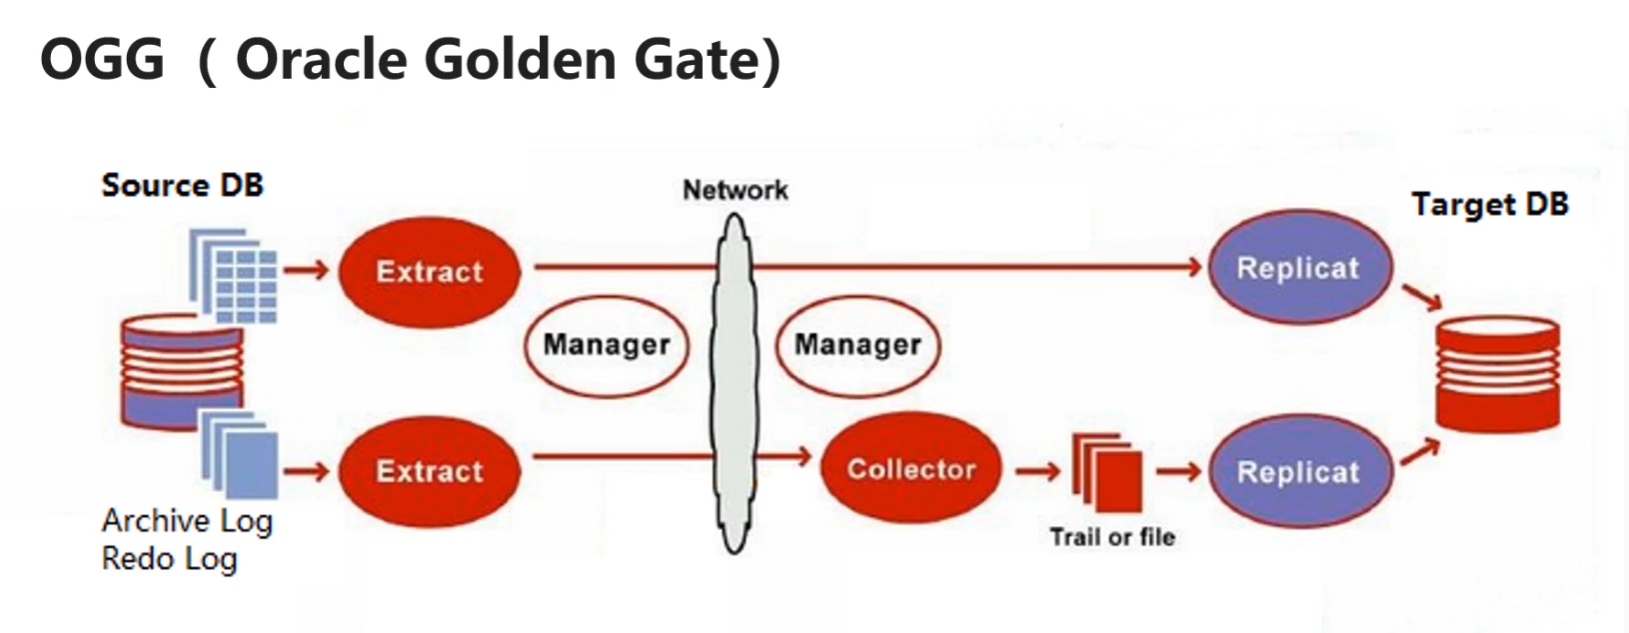 OGG （ Oracle Golden Gate)
Source DB
Network
Target DB
Extract
Replicat
Manager
Manager
Extract
Collector
Replicat
Trail or file
Archive Log
Redo Log